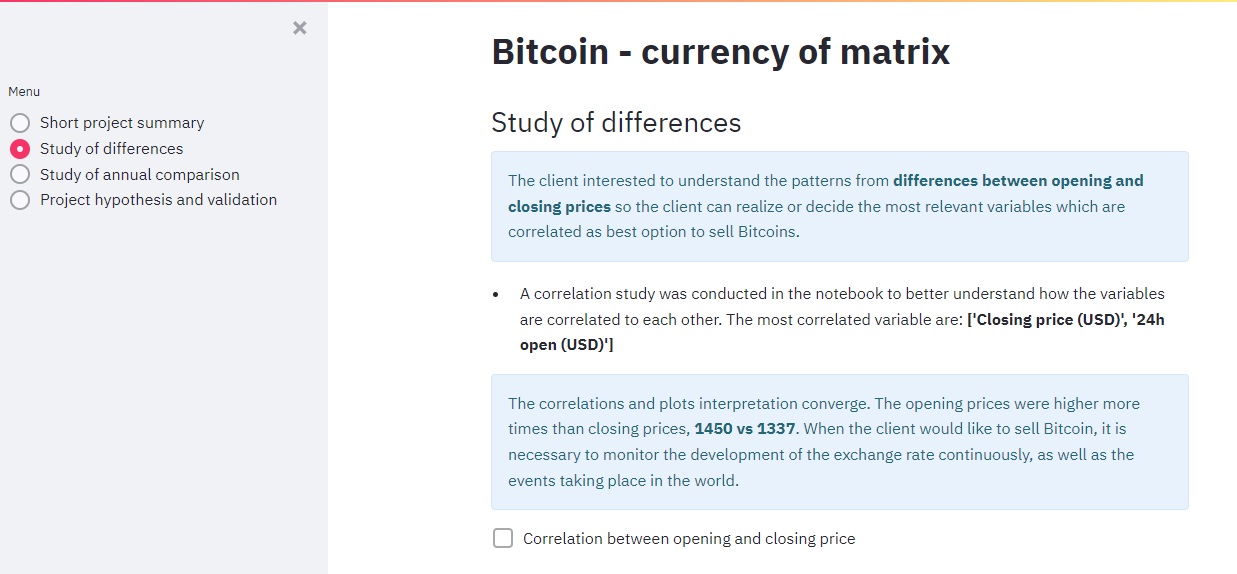 Menu
Short project summary
Study of differences
Study of annual comparison
Project hypothesis and validation
Bitcoin - currency of matrix
Study of differences
The client interested to understand the patterns from differences between opening and
closing prices so the client can realize or decide the most relevant variables which are
correlated as best option to sell Bitcoins.
• A correlation study was conducted in the notebook to better understand how the variables
are correlated to each other. The most correlated variable are: ['Closing price (USD)', '24h
open (USD)']
The correlations and plots interpretation converge. The opening prices were higher more
times than closing prices, 1450 vs 1337. When the client would like to sell Bitcoin, it is
necessary to monitor the development of the exchange rate continuously, as well as the
events taking place in the world.
Correlation between opening and closing price